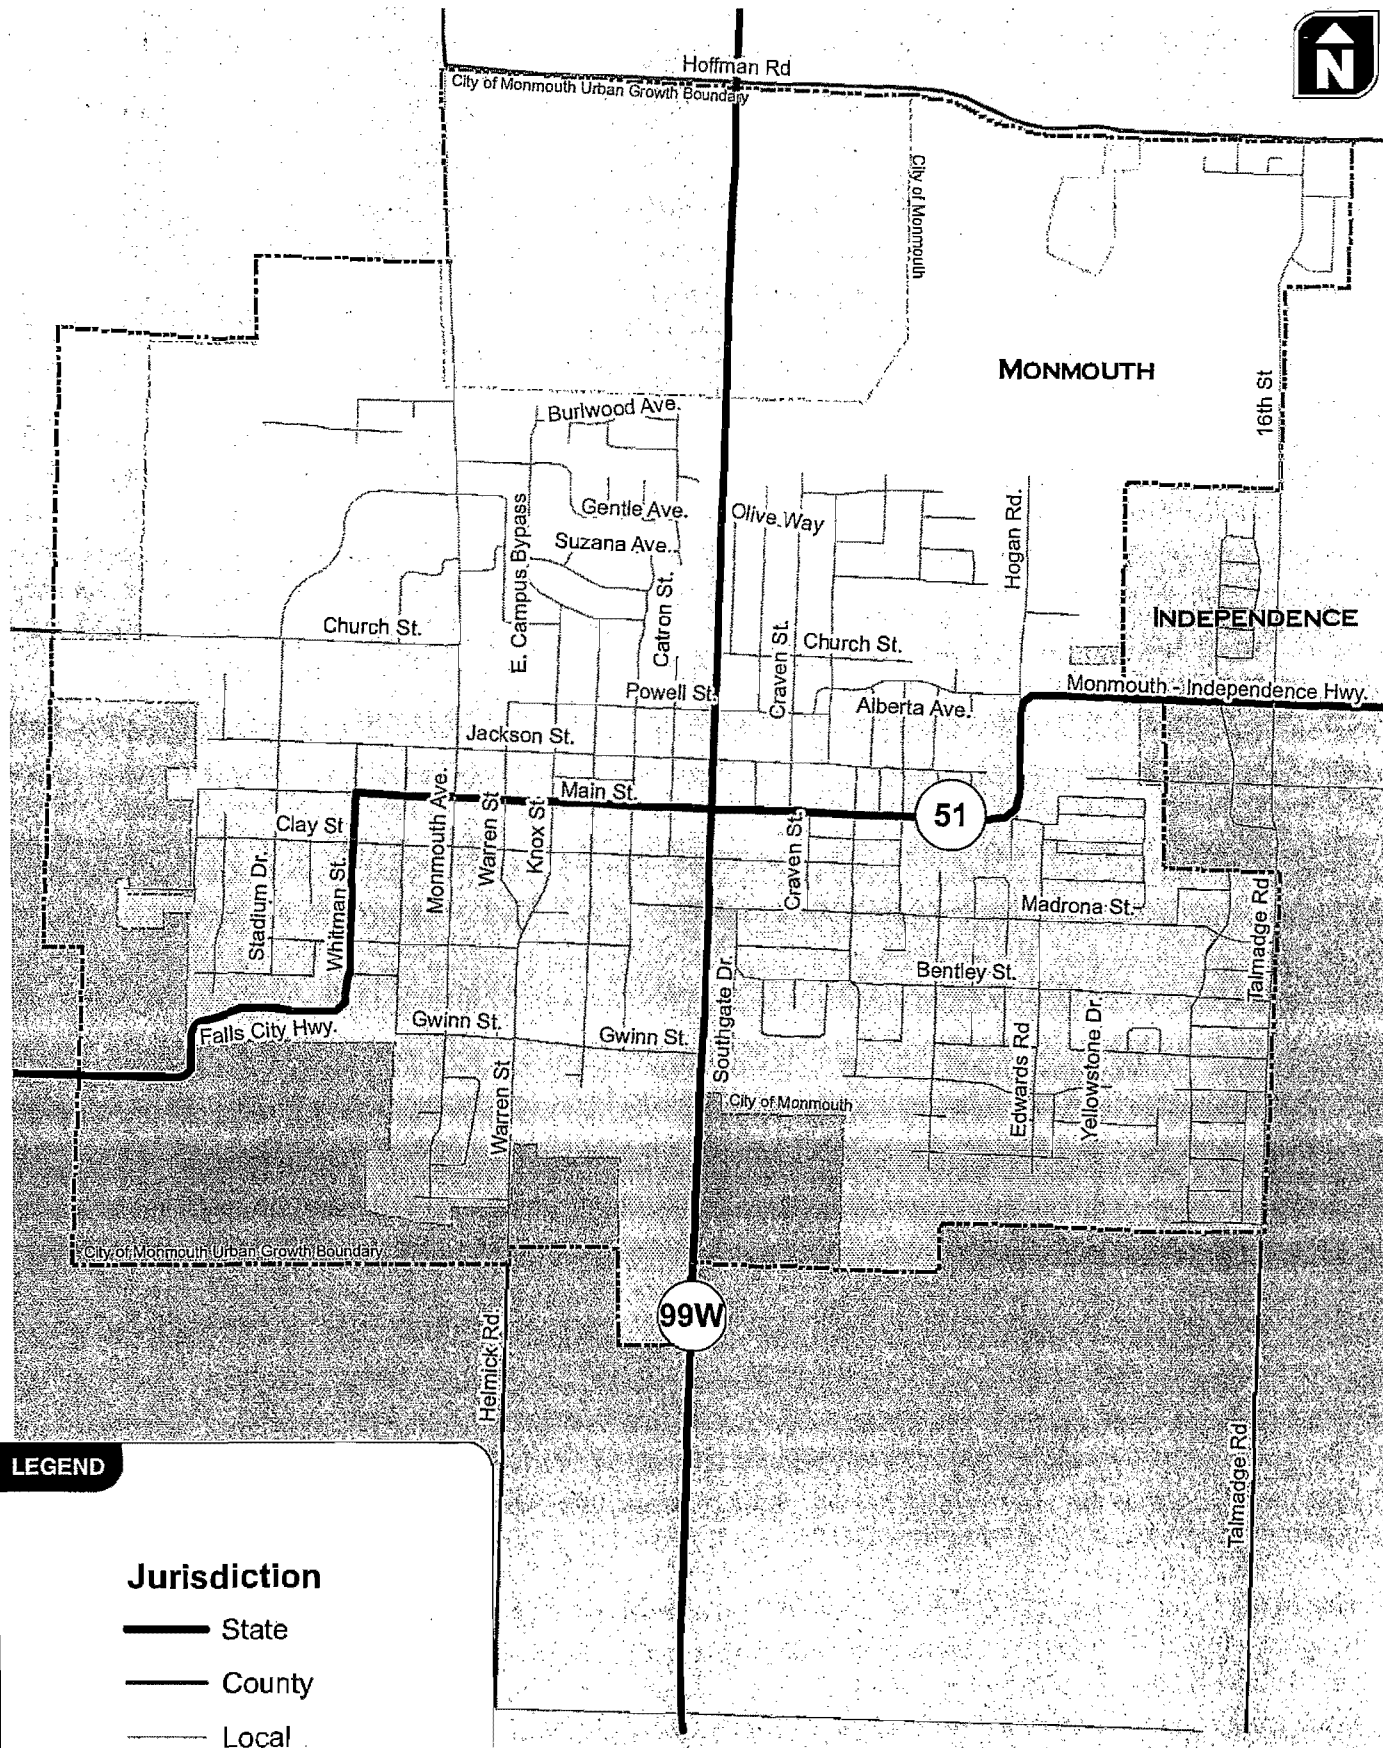 N
Hoffman Rd
City of Monmouth Urban Growth Boundary
City of Monmouth
MONMOUTH
16th St
Burlwood Ave.
E. Campus Bypass
Gentle Ave.
Olive Way
Suzana Ave.
Hogan Rd.
Catron St.
INDEPENDENCE
Church St.
Craven St.
Church St.
Monmouth - Independence Hwy.
Powell St.
Alberta Ave.
Jackson St.
Main St.
Monmouth Ave.
Warren St
Knox St
51
Clay St
Craven St.
Stadium Dr.
Whitman St.
Madrona St.
Talmadge Rd
Bentley St.
Southgate Dr.
Falls City Hwy.
Gwinn St.
Gwinn St.
Edwards Rd
Yellowstone Dr.
Warren St
City of Monmouth
City of Monmouth Urban Growth Boundary
99W
Helmick Rd.
Talmadge Rd
LEGEND
Jurisdiction
State
County
Local